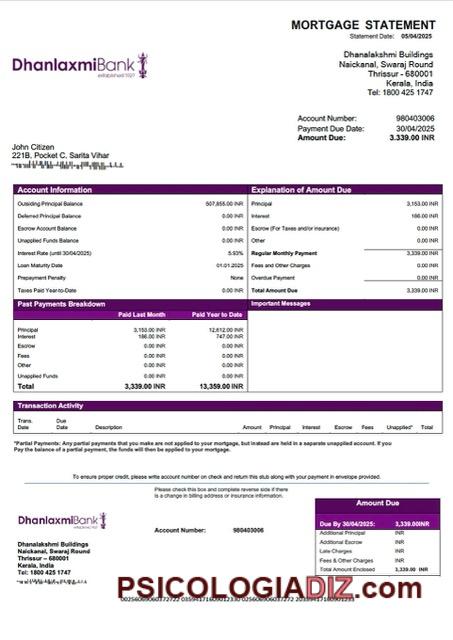 MORTGAGE STATEMENT
Statement Date: 05/04/2025
DhanlaxmiBank
established 1927
Dhanalakshmi Buildings
Naickanal, Swaraj Round
Thrissur - 680001
Kerala, India
Tel: 1800 425 1747
Account Number: 980403006
Payment Due Date: 30/04/2025
Amount Due: 3.339.00 INR
John Citizen
221B, Pocket C, Sarita Vihar
Account Information
Outsiding Principal Balance 507,855.00 INR
Deferred Principal Balance 0.00 INR
Escrow Account Balance 0.00 INR
Unapplied Funds Balance 0.00 INR
Interest Rate (until 30/04/2025) 5.93%
Loan Maturity Date 01.01.2025
Prepayment Penalty None
Taxes Paid Year-to-Date 0.00 INR
Explanation of Amount Due
Principal 3,153.00 INR
Interest 186.00 INR
Escrow (For Taxes and/or insurance) 0.00 INR
Other 0.00 INR
Regular Monthly Payment 3,339.00 INR
Fees and Other Charges 0.00 INR
Overdue Payment 0.00 INR
Total Amount Due 3,339.00 INR
Past Payments Breakdown
Paid Last Month Paid Year to Date
Principal 3,153.00 INR 12,612.00 INR
Interest 186.00 INR 747.00 INR
Escrow 0.00 INR 0.00 INR
Fees 0.00 INR 0.00 INR
Other 0.00 INR 0.00 INR
Unapplied Funds 0.00 INR 0.00 INR
Total 3,339.00 INR 13,359.00 INR
Important Messages
Transaction Activity
Trans. Date Due Date Description Amount Principal Interest Escrow Fees Unapplied* Total
*Partial Payments: Any partial payments that you make are not applied to your mortgage, but instead are held in a separate unapplied account. If you
Pay the balance of a partial payment, the funds will then be applied to your mortgage.
To ensure proper credit, please write account number on check and return this stub along with your payment in envelope provided.
Please check this box and complete reverse side if there
is a change in billing address or insurance information.
DhanlaxmiBank
Account Number: 980403006
Dhanalakshmi Buildings
Naickanal, Swaraj Round
Thrissur – 680001
Kerala, India
Tel: 1800 425 1747
Amount Due
Due By 30/04/2025: 3,339.00INR
Additional Principal INR
Additional Escrow INR
Late Charges INR
Fees & Other Charges INR
Total Amount Enclosed 3,339.00 INR
PSICOLOGIADIZ.com